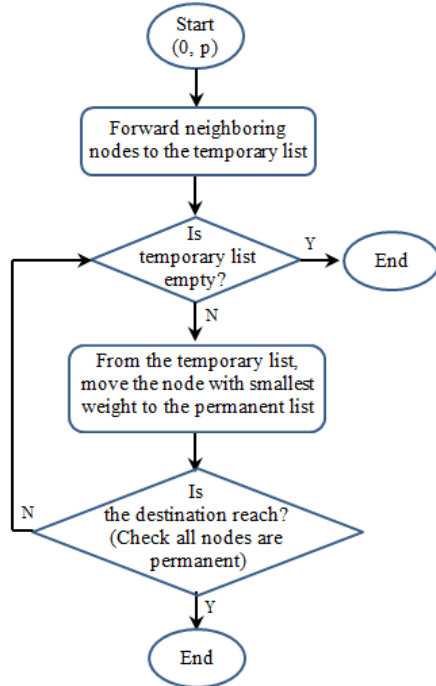 Start
(0, p)
Forward neighboring
nodes to the temporary list
Is
temporary list
empty?
Y
End
N
From the temporary list,
move the node with smallest
weight to the permanent list
Is
the destination reach?
(Check all nodes are
permanent)
N
Y
End